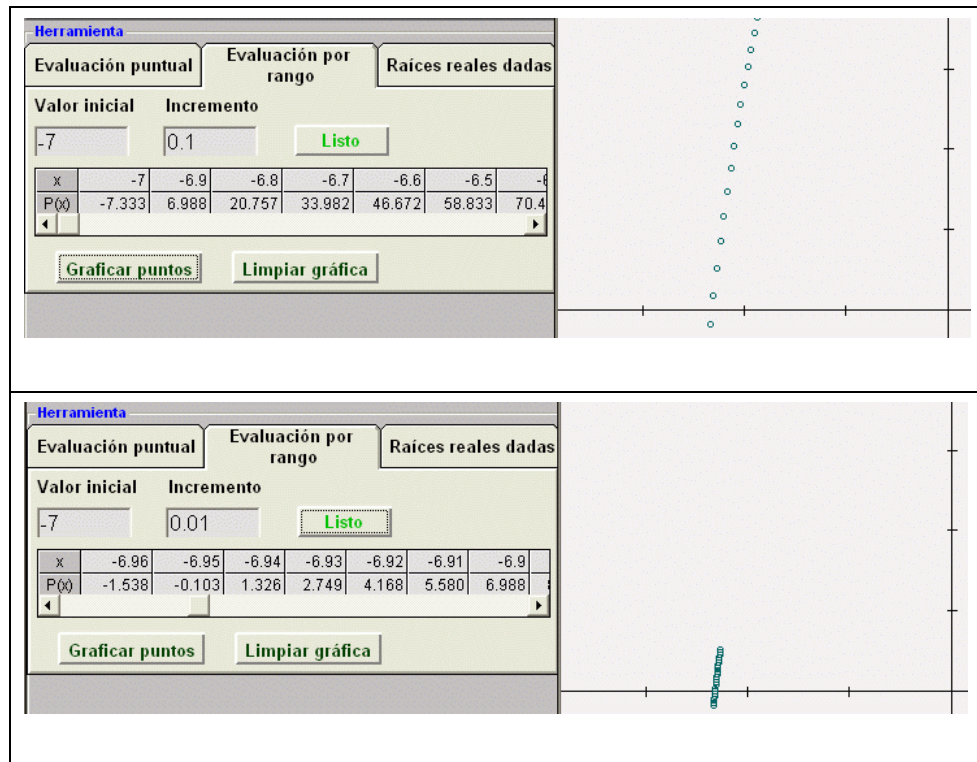 Herramienta
Evaluación puntual
Evaluación por
rango
Raíces reales dadas
Valor inicial Incremento
-7 0.1 Listo
x -7 -6.9 -6.8 -6.7 -6.6 -6.5
P(x) -7.333 6.988 20.757 33.982 46.672 58.833 70.4
Graficar puntos Limpiar gráfica
Herramienta
Evaluación puntual
Evaluación por
rango
Raíces reales dadas
Valor inicial Incremento
-7 0.01 Listo
x -6.96 -6.95 -6.94 -6.93 -6.92 -6.91 -6.9
P(x) -1.538 -0.103 1.326 2.749 4.168 5.580 6.988
Graficar puntos Limpiar gráfica